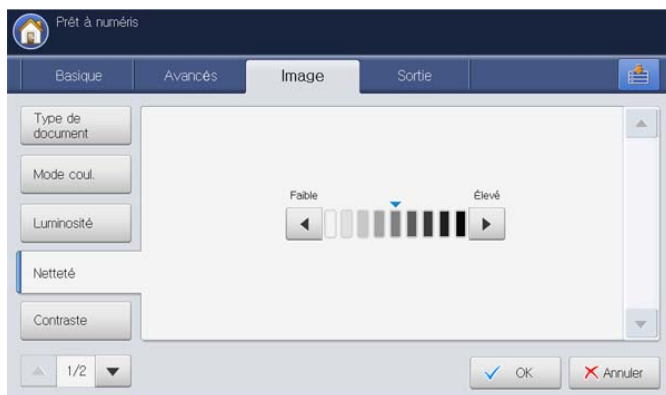 Prêt à numéris
Basique
Avancés
Image
Sortie
Type de
document
Mode coul.
Luminosité
Netteté
Contraste
Faible
Élevé
1/2
OK
Annuler